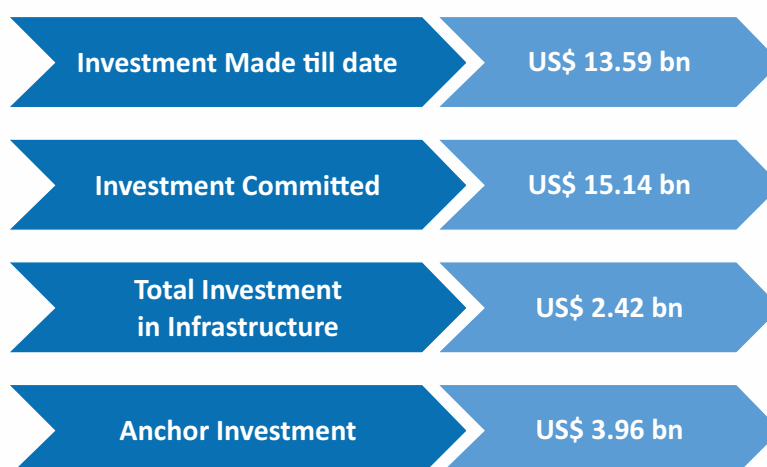 Investment Made till date
US$ 13.59 bn
Investment Committed
US$ 15.14 bn
Total Investment
in Infrastructure
US$ 2.42 bn
Anchor Investment
US$ 3.96 bn